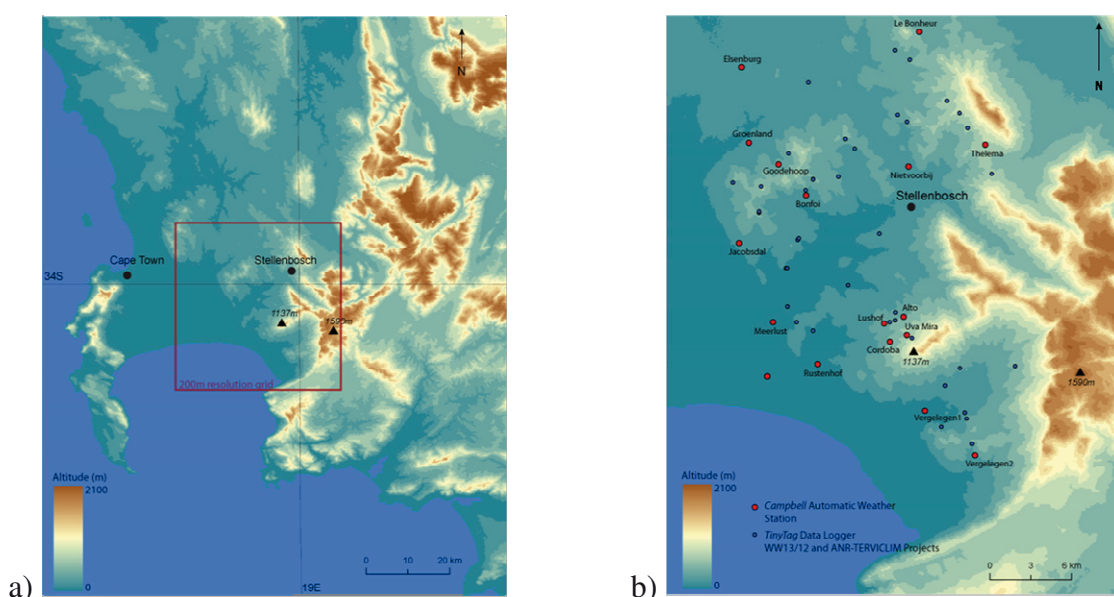 N
Cape Town
Stellenbosch
34S
1137m
1590m
200m resolution grid
Altitude (m)
2100
0
0 10 20 km
19E
a)
Le Bonheur
N
Elsenburg
Groenland
Thelema
Goodehoop
Nietvoorbij
Bonfoi
Stellenbosch
Jacobsdal
Alto
Lushof
Uva Mira
Meerlust
Cordoba
1137m
Rustenhof
1590m
Vergelegen1
Vergelegen2
Altitude (m)
2100
0
Campbell Automatic Weather
Station
TinyTag Data Logger
WW13/12 and ANR-TERVICLIM Projects
0 3 6 km
b)